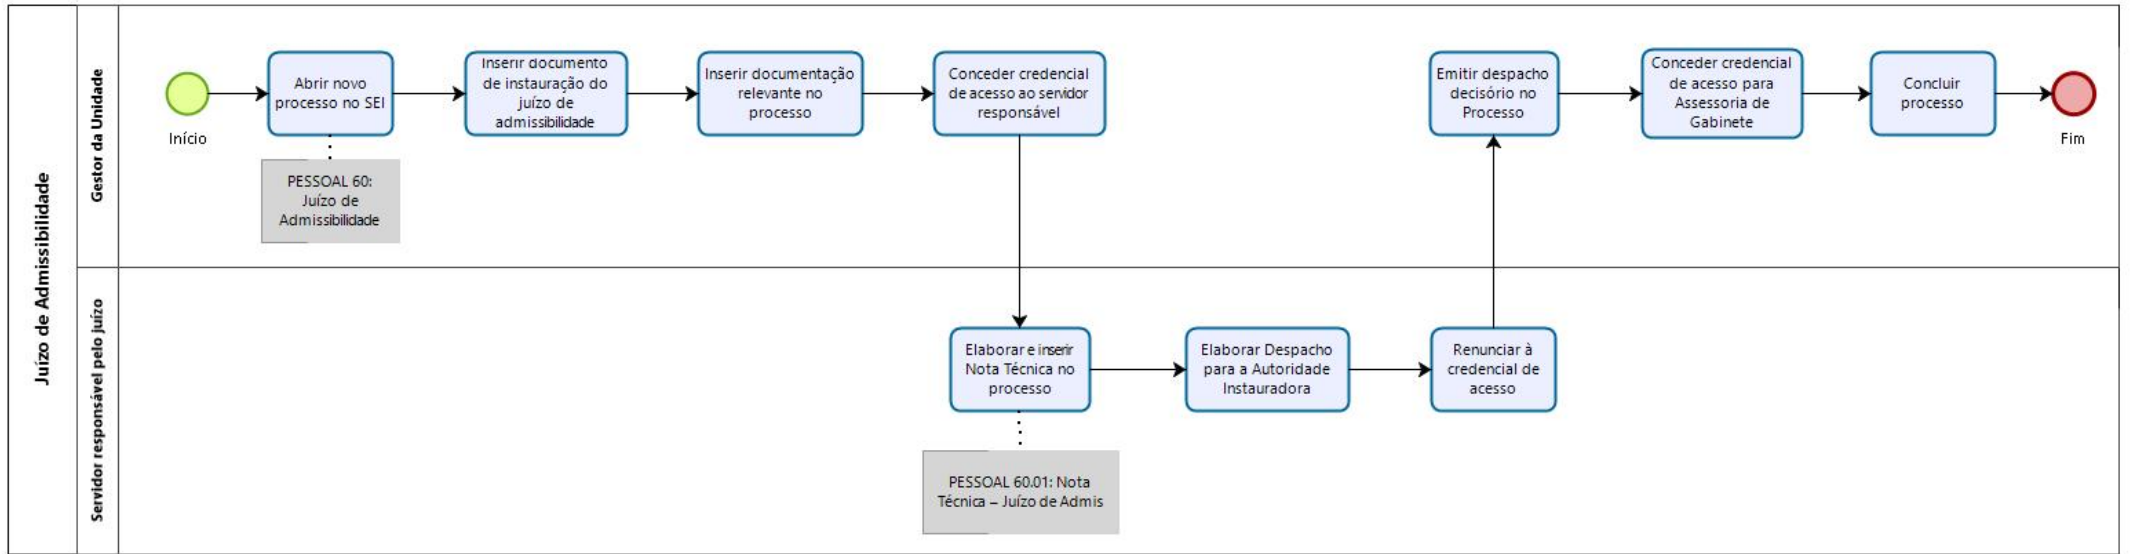 Juízo de Admissibilidade
Gestor da Unidade
Início
Abrir novo
processo no SEI
PESSOAL 60:
Juízo de
Admissibilidade
Inserir documento
de instauração do
juízo de
admissibilidade
Inserir documentação
relevante no
processo
Conceder credencial
de acesso ao servidor
responsável
Emitir despacho
decisório no
Processo
Conceder credencial
de acesso para
Assessoria de
Gabinete
Concluir
processo
Fim
Servidor responsável pelo juízo
Elaborar e inserir
Nota Técnica no
processo
PESSOAL 60.01: Nota
Técnica – Juízo de Admis
Elaborar Despacho
para a Autoridade
Instauradora
Renunciar à
credencial de
acesso